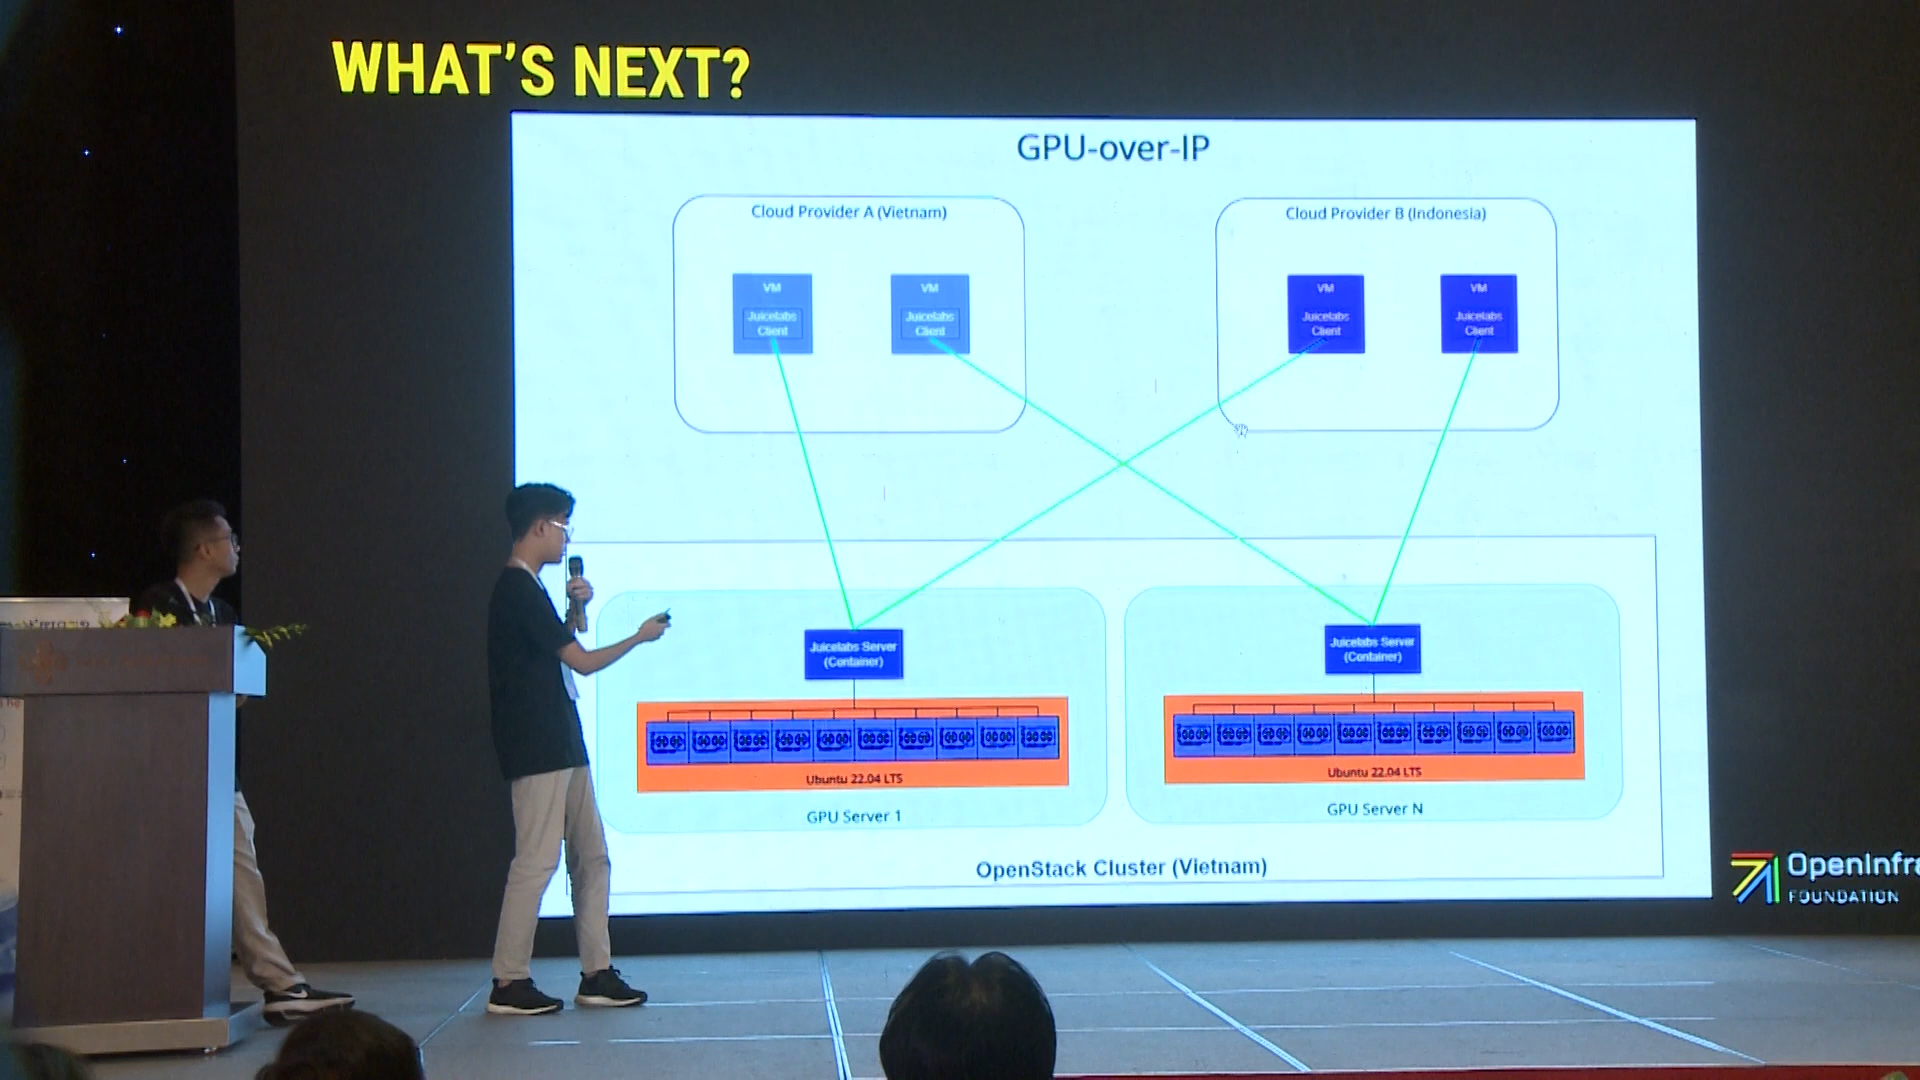 WHAT'S NEXT?
GPU-over-IP
Cloud Provider A (Vietnam)
Cloud Provider B (Indonesia)
VM
Juicelabs
Client
VM
Juicelabs
Client
VM
Juicelabs
Client
VM
Juicelabs
Client
Juicelabs Server
(Container)
Juicelabs Server
(Container)
Ubuntu 22.04 LTS
Ubuntu 22.04 LTS
GPU Server 1
GPU Server N
OpenStack Cluster (Vietnam)
OpenInfra
FOUNDATION